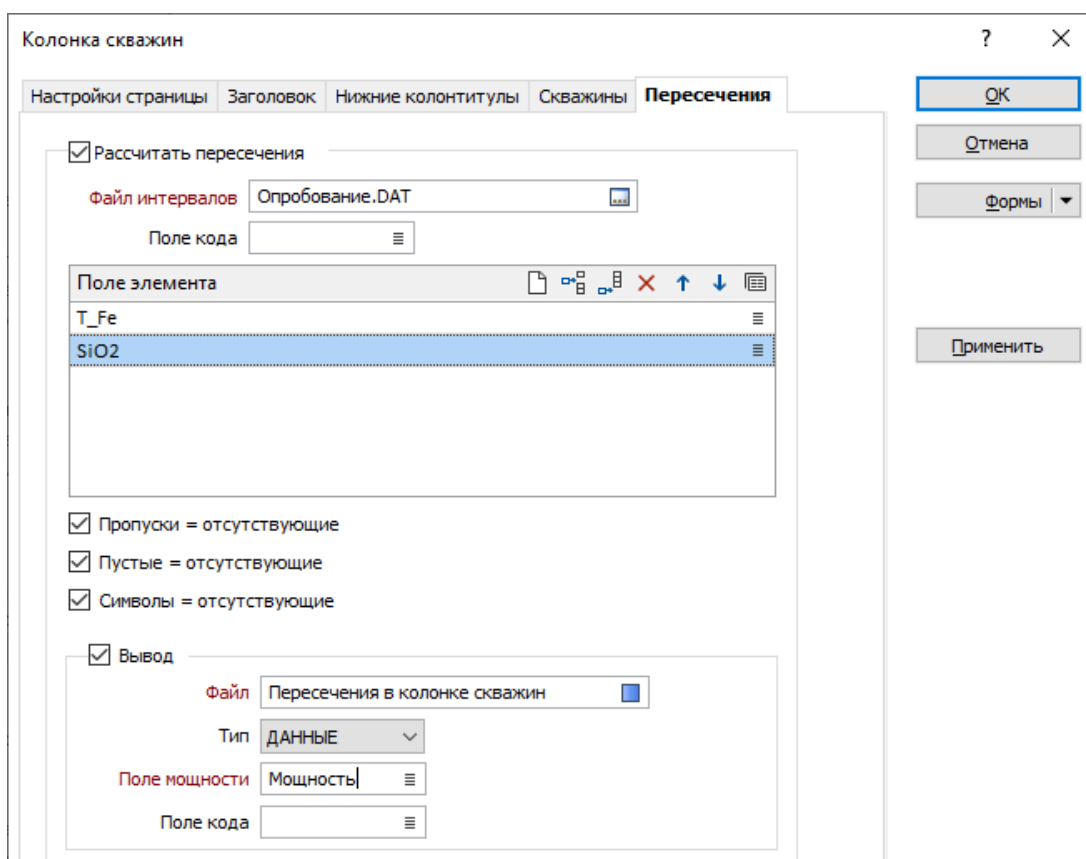 Колонка скважин
?
Настройки страницы Заголовок Нижние колонтитулы Скважины Пересечения
OK
Отмена
Формы
Применить
Рассчитать пересечения
Файл интервалов Опробование.DAT
Поле кода
Поле элемента
T_Fe
SiO2
Пропуски = отсутствующие
Пустые = отсутствующие
Символы = отсутствующие
Вывод
Файл Пересечения в колонке скважин
Тип ДАННЫЕ
Поле мощности Мощность
Поле кода